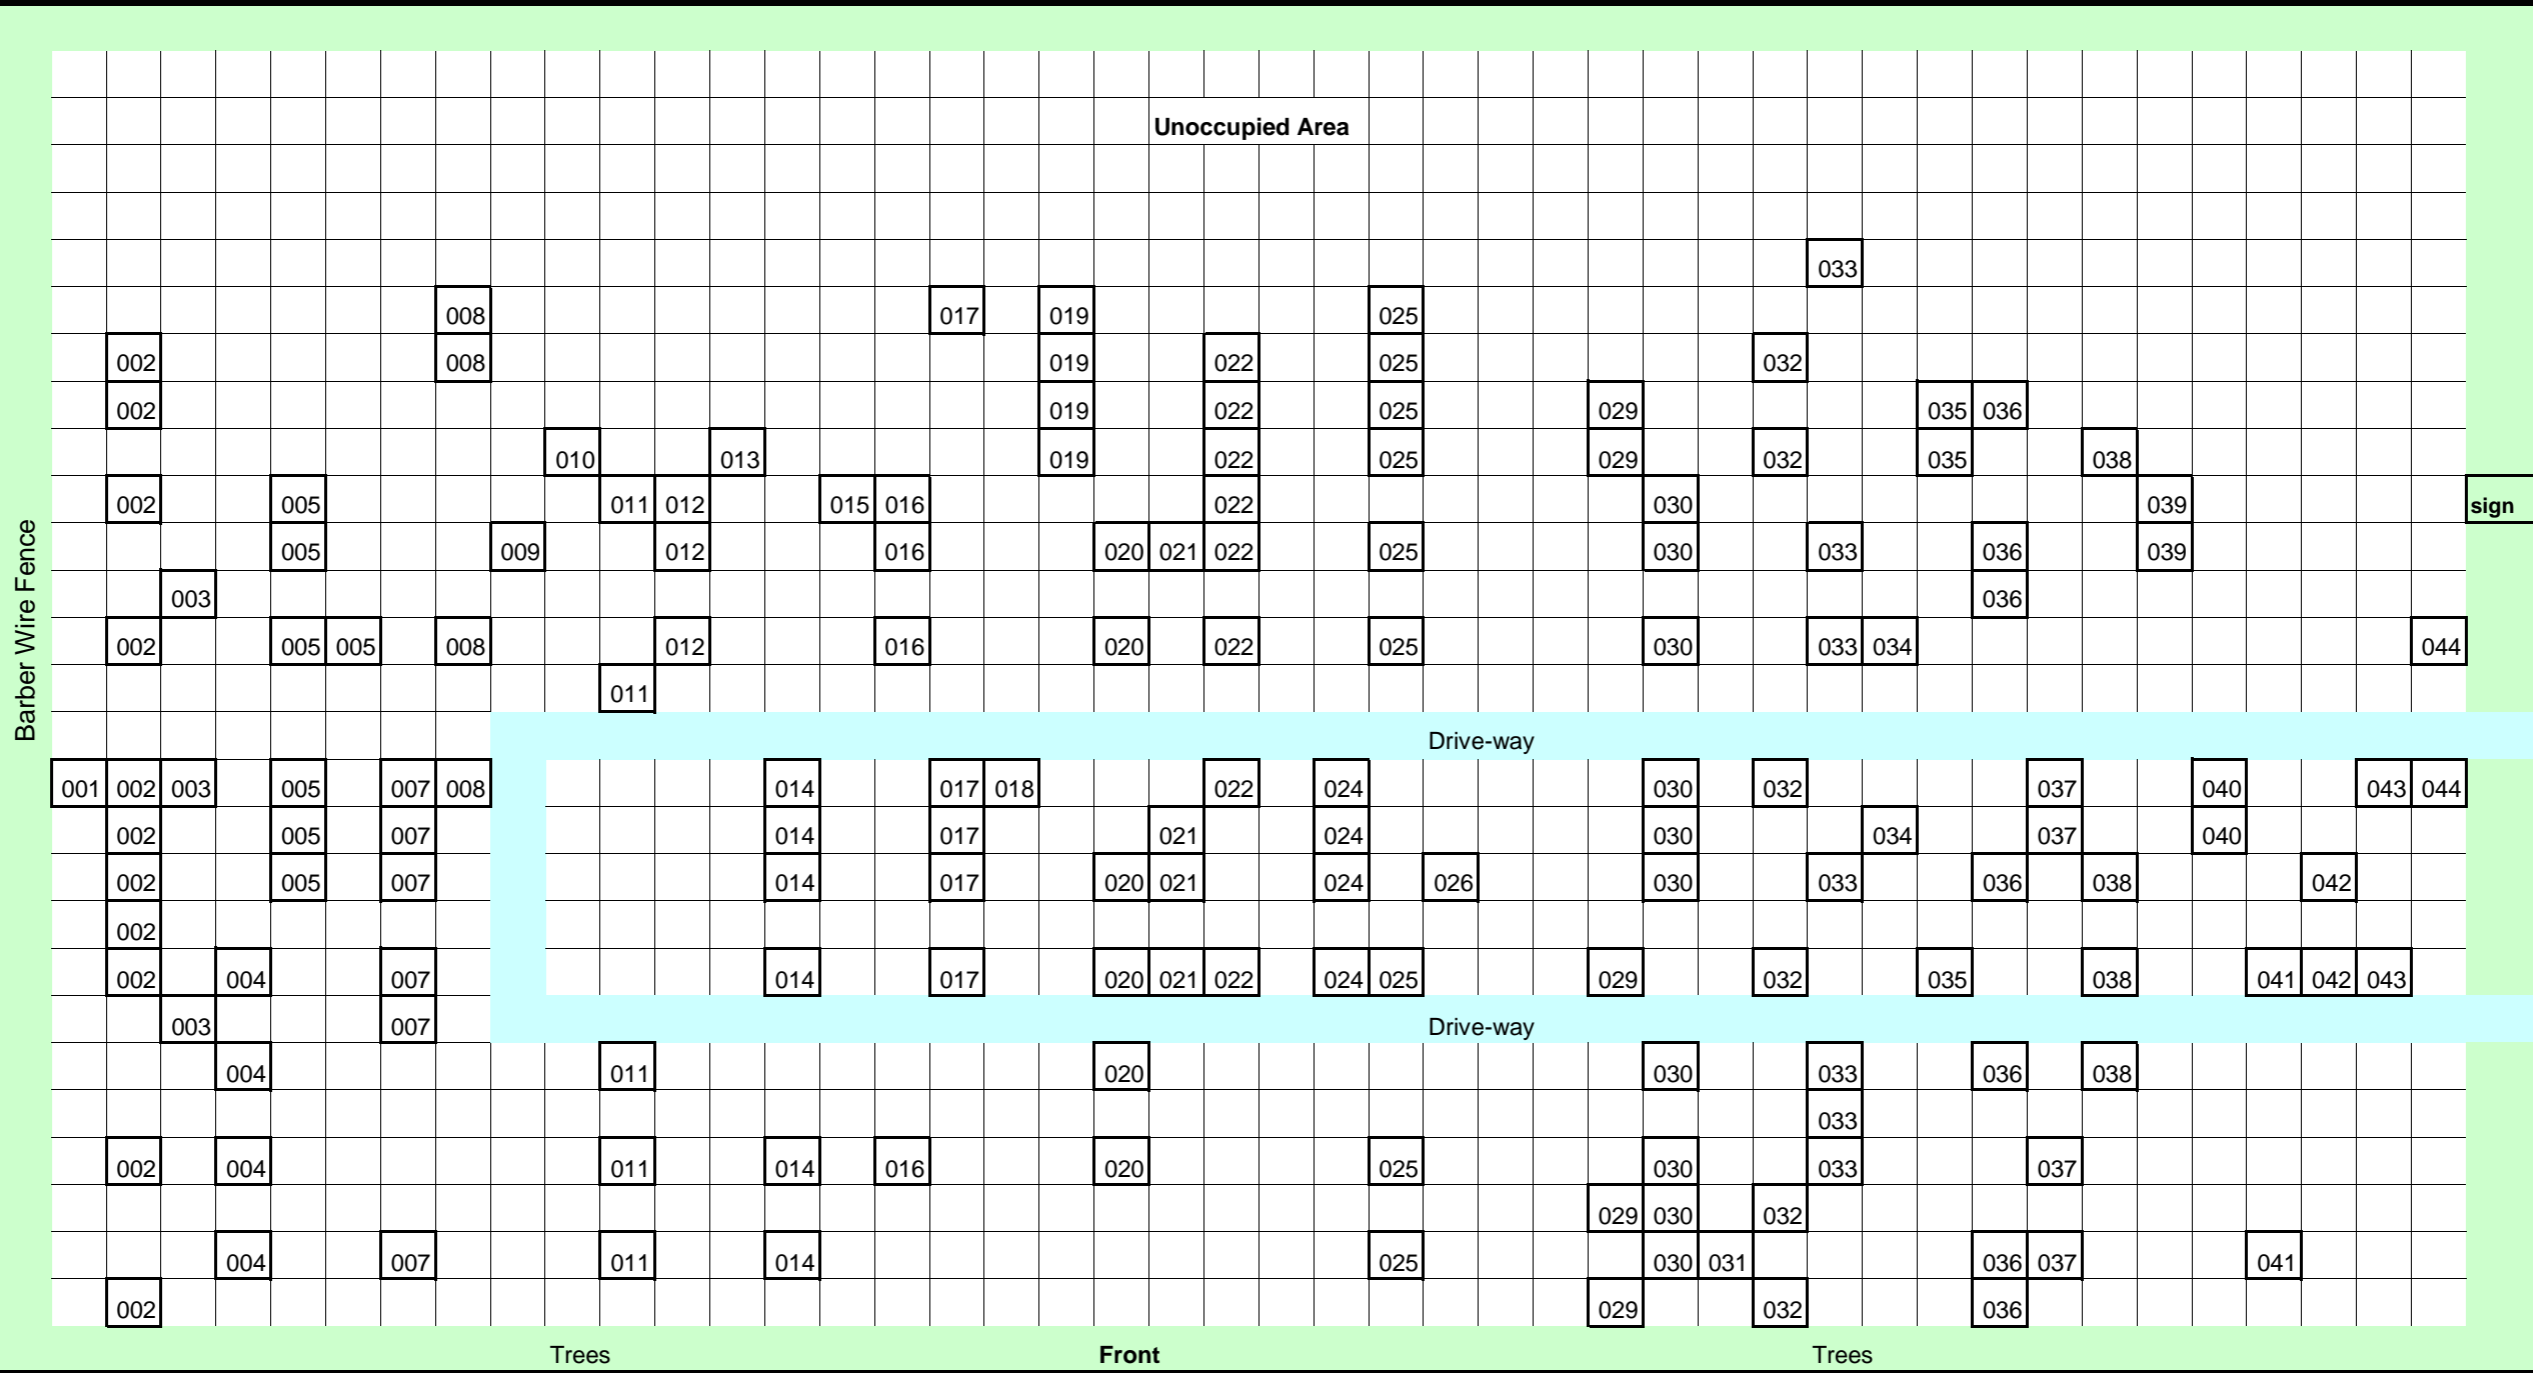 Unoccupied Area
033
008 017 019 025
002 008 019 022 025 032
002 019 022 025 029 035 036
010 013 019 022 025 029 032 035 038
002 005 011 012 015 016 022 030 039 sign
005 009 012 016 020 021 022 025 030 033 036 039
003 036
002 005 005 008 012 016 020 022 025 030 033 034 044
011
Barber Wire Fence
Drive-way
001 002 003 005 007 008 014 017 018 022 024 030 032 037 040 043 044
002 005 007 014 017 021 024 030 034 037 040
002 005 007 014 017 020 021 024 026 030 033 036 038 042
002
002 004 007 014 017 020 021 022 024 025 029 032 035 038 041 042 043
003 007 Drive-way
004 011 020 030 033 036 038
033
002 004 011 014 016 020 025 030 033 037
029 030 032
004 007 011 014 025 030 031 036 037 041
002 029 032 036
Trees Front Trees